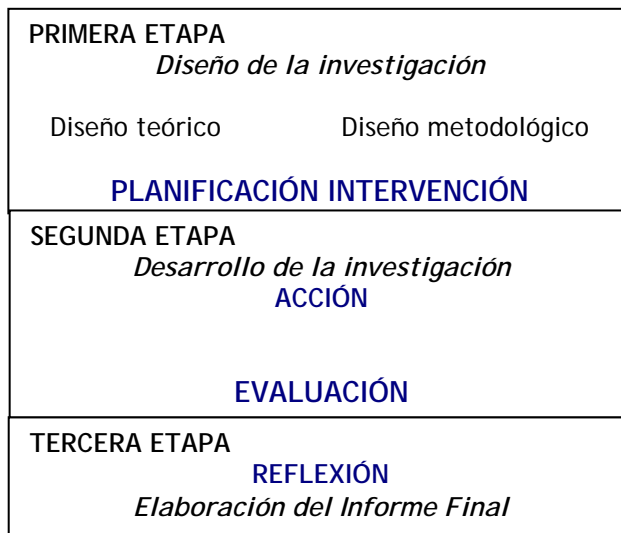 PRIMERA ETAPA
Diseño de la investigación
Diseño teórico Diseño metodológico
PLANIFICACIÓN INTERVENCIÓN
SEGUNDA ETAPA
Desarrollo de la investigación
ACCIÓN
EVALUACIÓN
TERCERA ETAPA
REFLEXIÓN
Elaboración del Informe Final